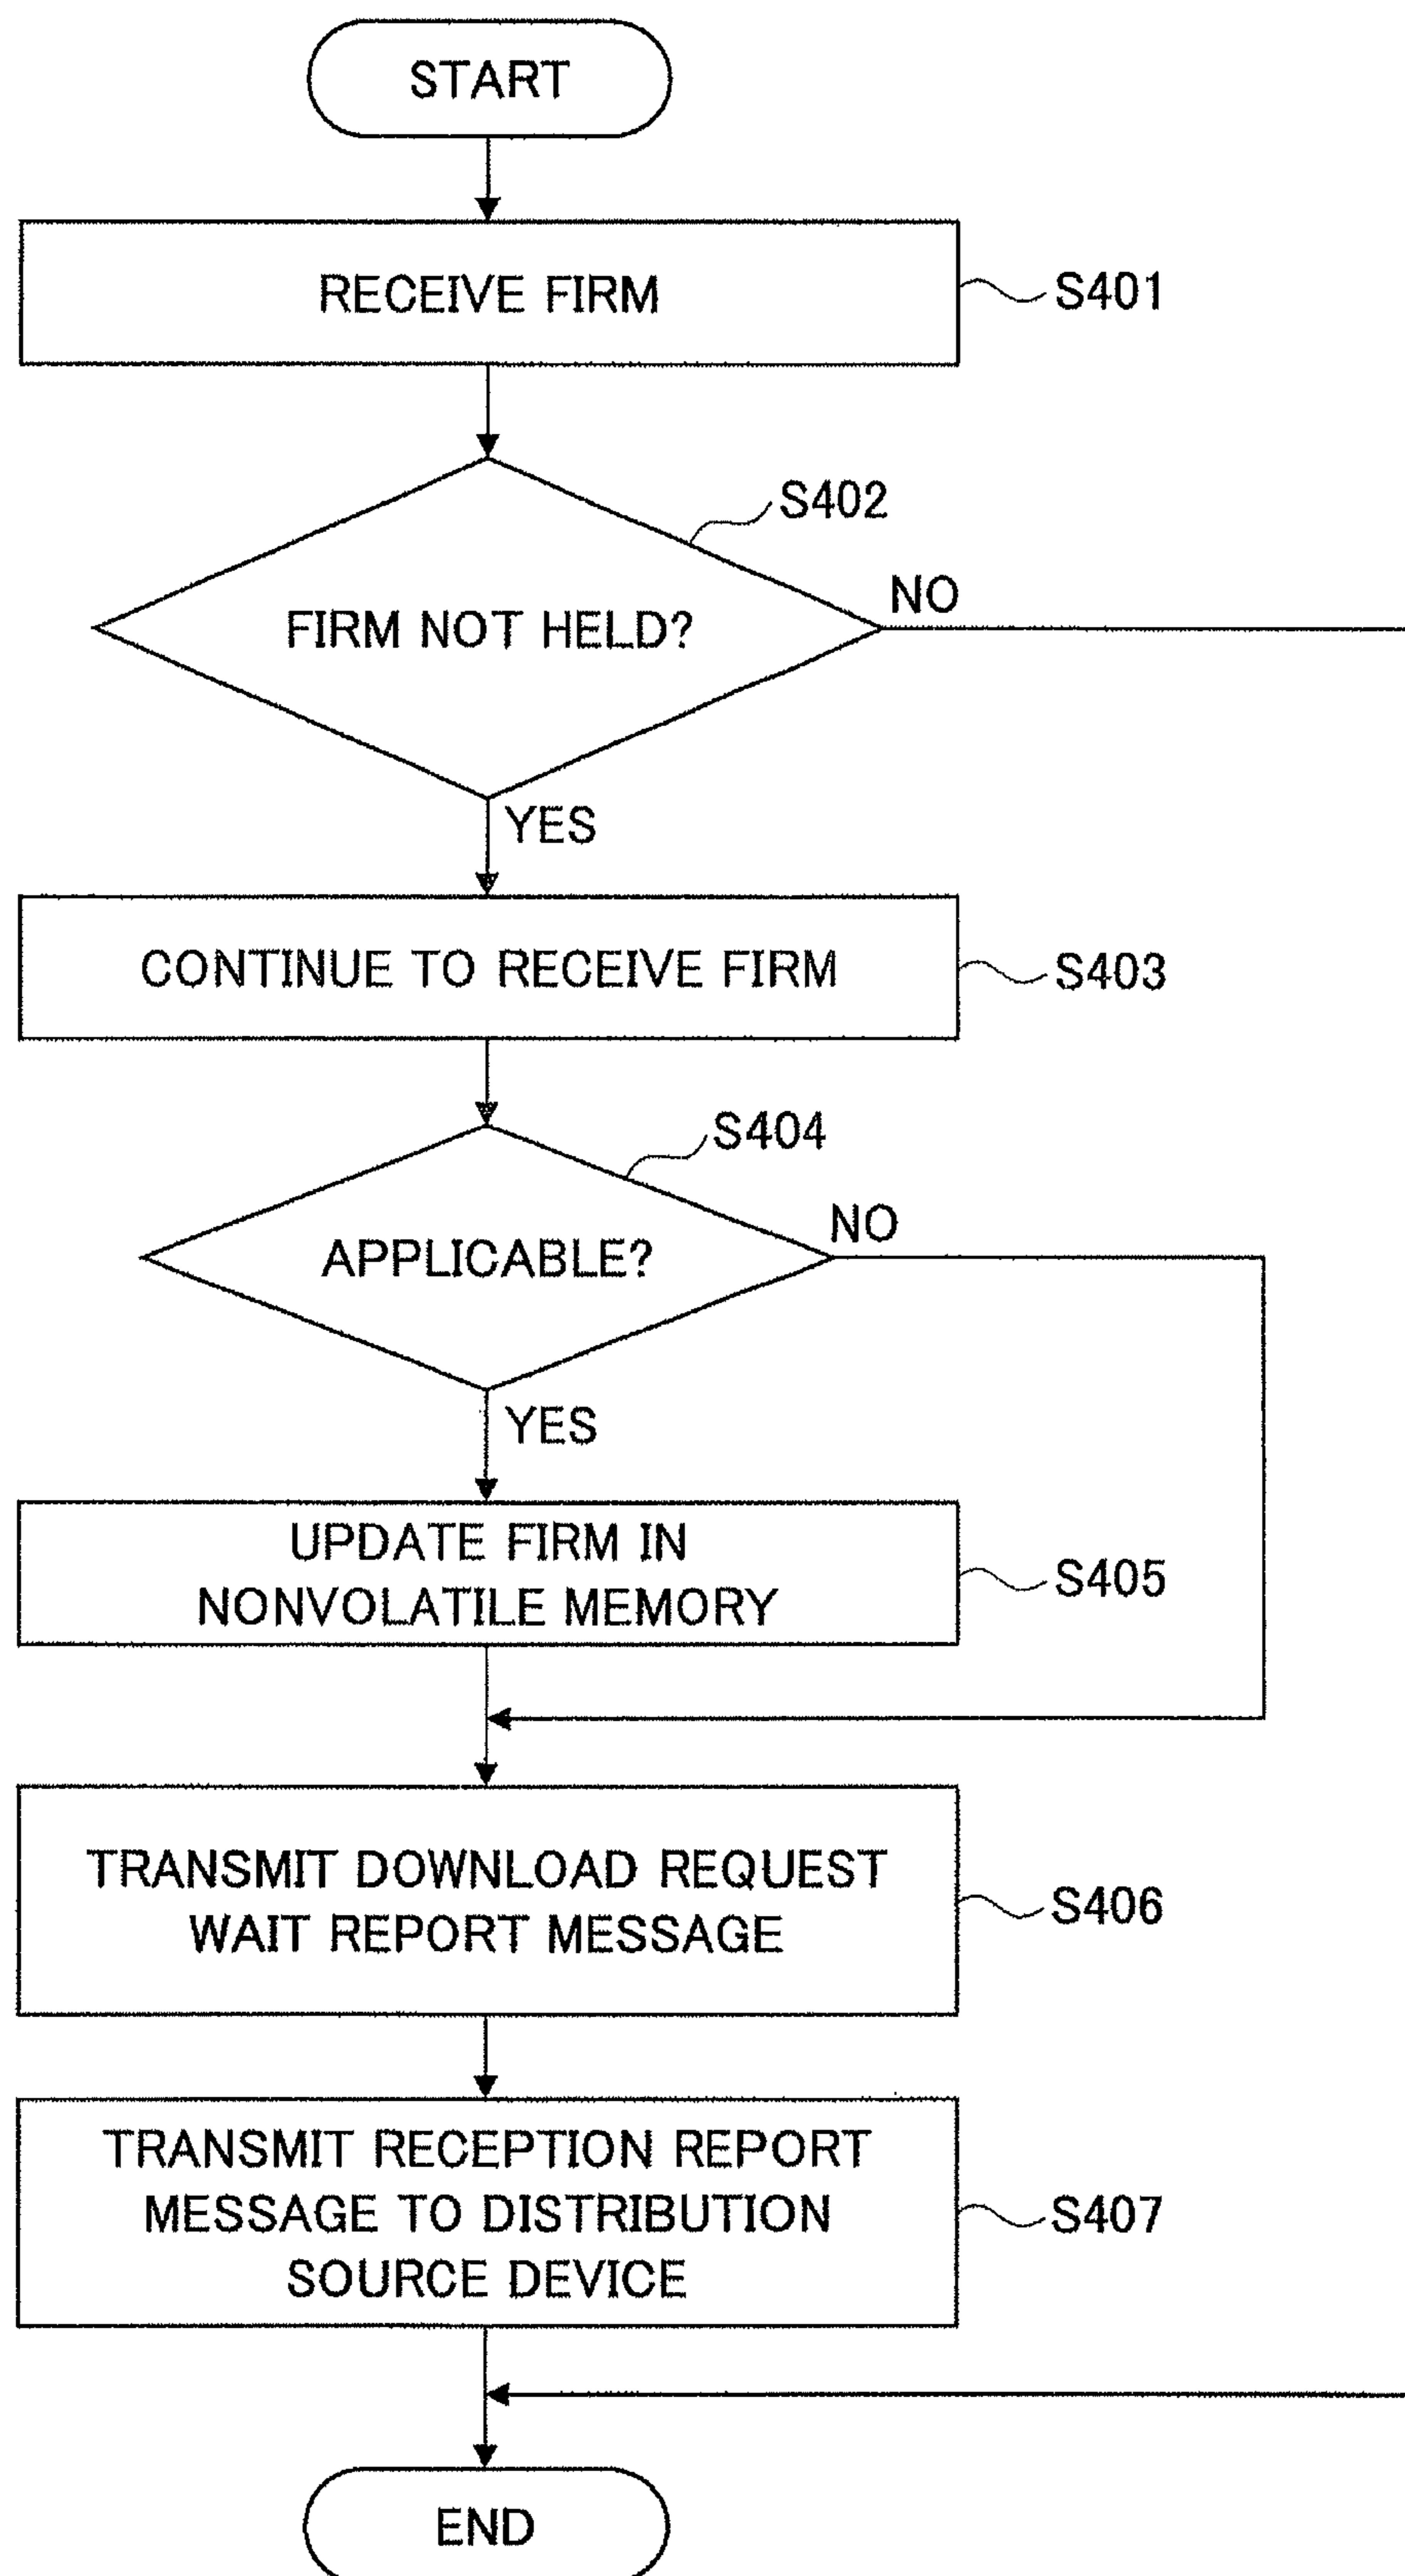 START
RECEIVE FIRM
S401
S402
FIRM NOT HELD?
NO
YES
CONTINUE TO RECEIVE FIRM
S403
S404
APPLICABLE?
NO
YES
UPDATE FIRM IN
NONVOLATILE MEMORY
S405
TRANSMIT DOWNLOAD REQUEST
WAIT REPORT MESSAGE
S406
TRANSMIT RECEPTION REPORT
MESSAGE TO DISTRIBUTION
SOURCE DEVICE
S407
END